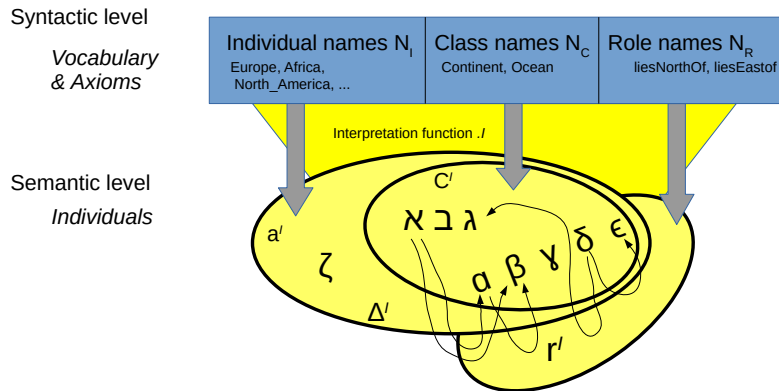 Syntactic level
Vocabulary
& Axioms
Individual names N_I
Europe, Africa,
North_America, ...
Class names N_C
Continent, Ocean
Role names N_R
liesNorthOf, liesEastof
Interpretation function .I
Semantic level
Individuals
C^I
א ב ג
a^I
ζ
α β ɣ δ ϵ
Δ^I
r^I